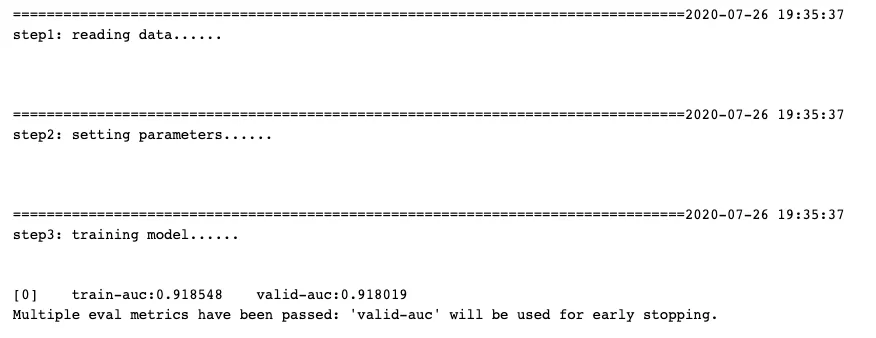 ================================================================================2020-07-26 19:35:37
step1: reading data......
================================================================================2020-07-26 19:35:37
step2: setting parameters......
================================================================================2020-07-26 19:35:37
step3: training model......
[0]    train-auc:0.918548    valid-auc:0.918019
Multiple eval metrics have been passed: 'valid-auc' will be used for early stopping.